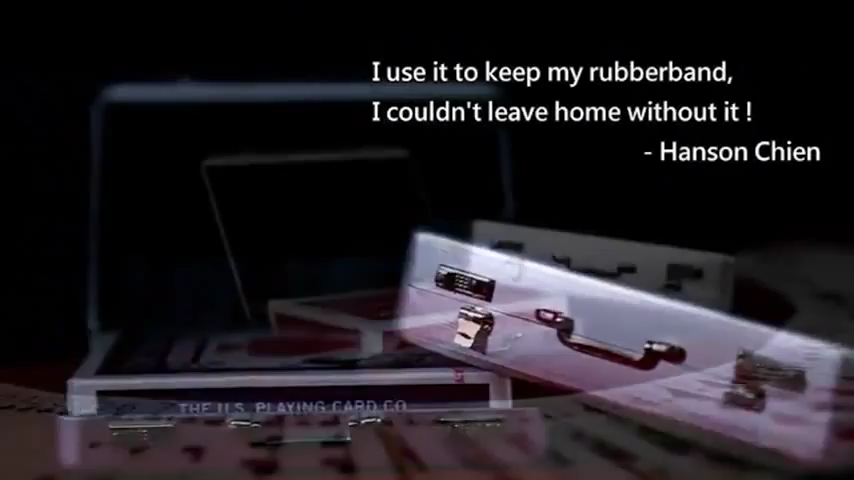 I use it to keep my rubberband,
I couldn't leave home without it !
- Hanson Chien
THE U.S. PLAYING CARD CO